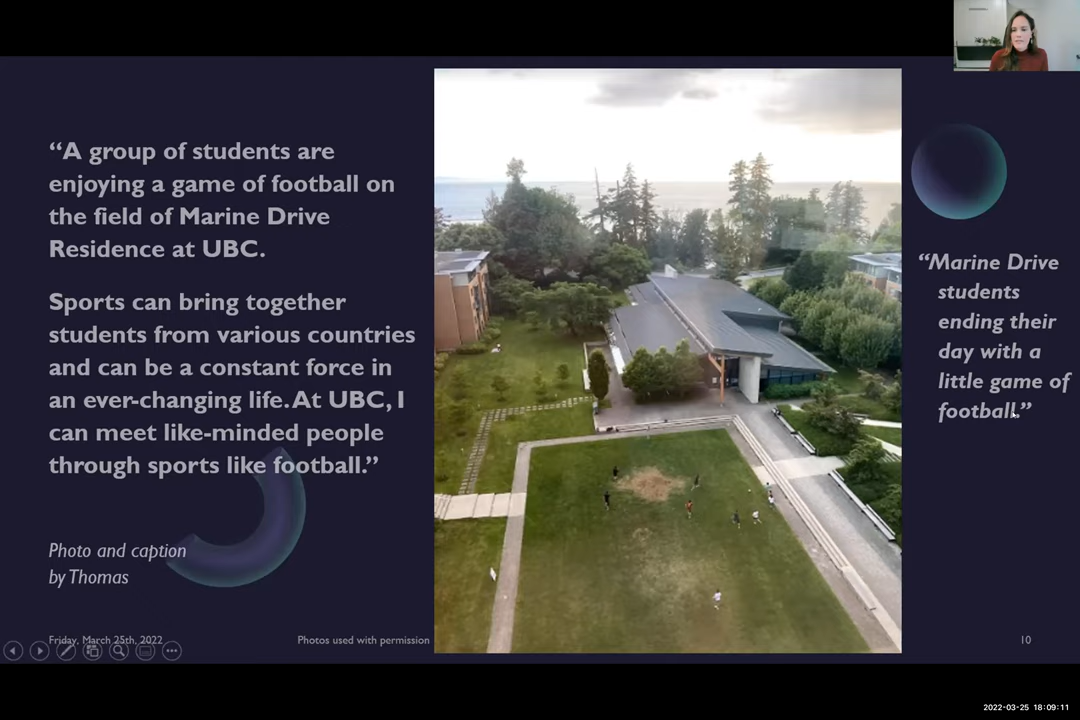 “A group of students are
enjoying a game of football on
the field of Marine Drive
Residence at UBC.
Sports can bring together
students from various countries
and can be a constant force in
an ever-changing life. At UBC, I
can meet like-minded people
through sports like football.”
Photo and caption
by Thomas
“Marine Drive
students
ending their
day with a
little game of
football.”
Friday, March 25th, 2022
Photos used with permission
10
2022-03-25 18:09:11